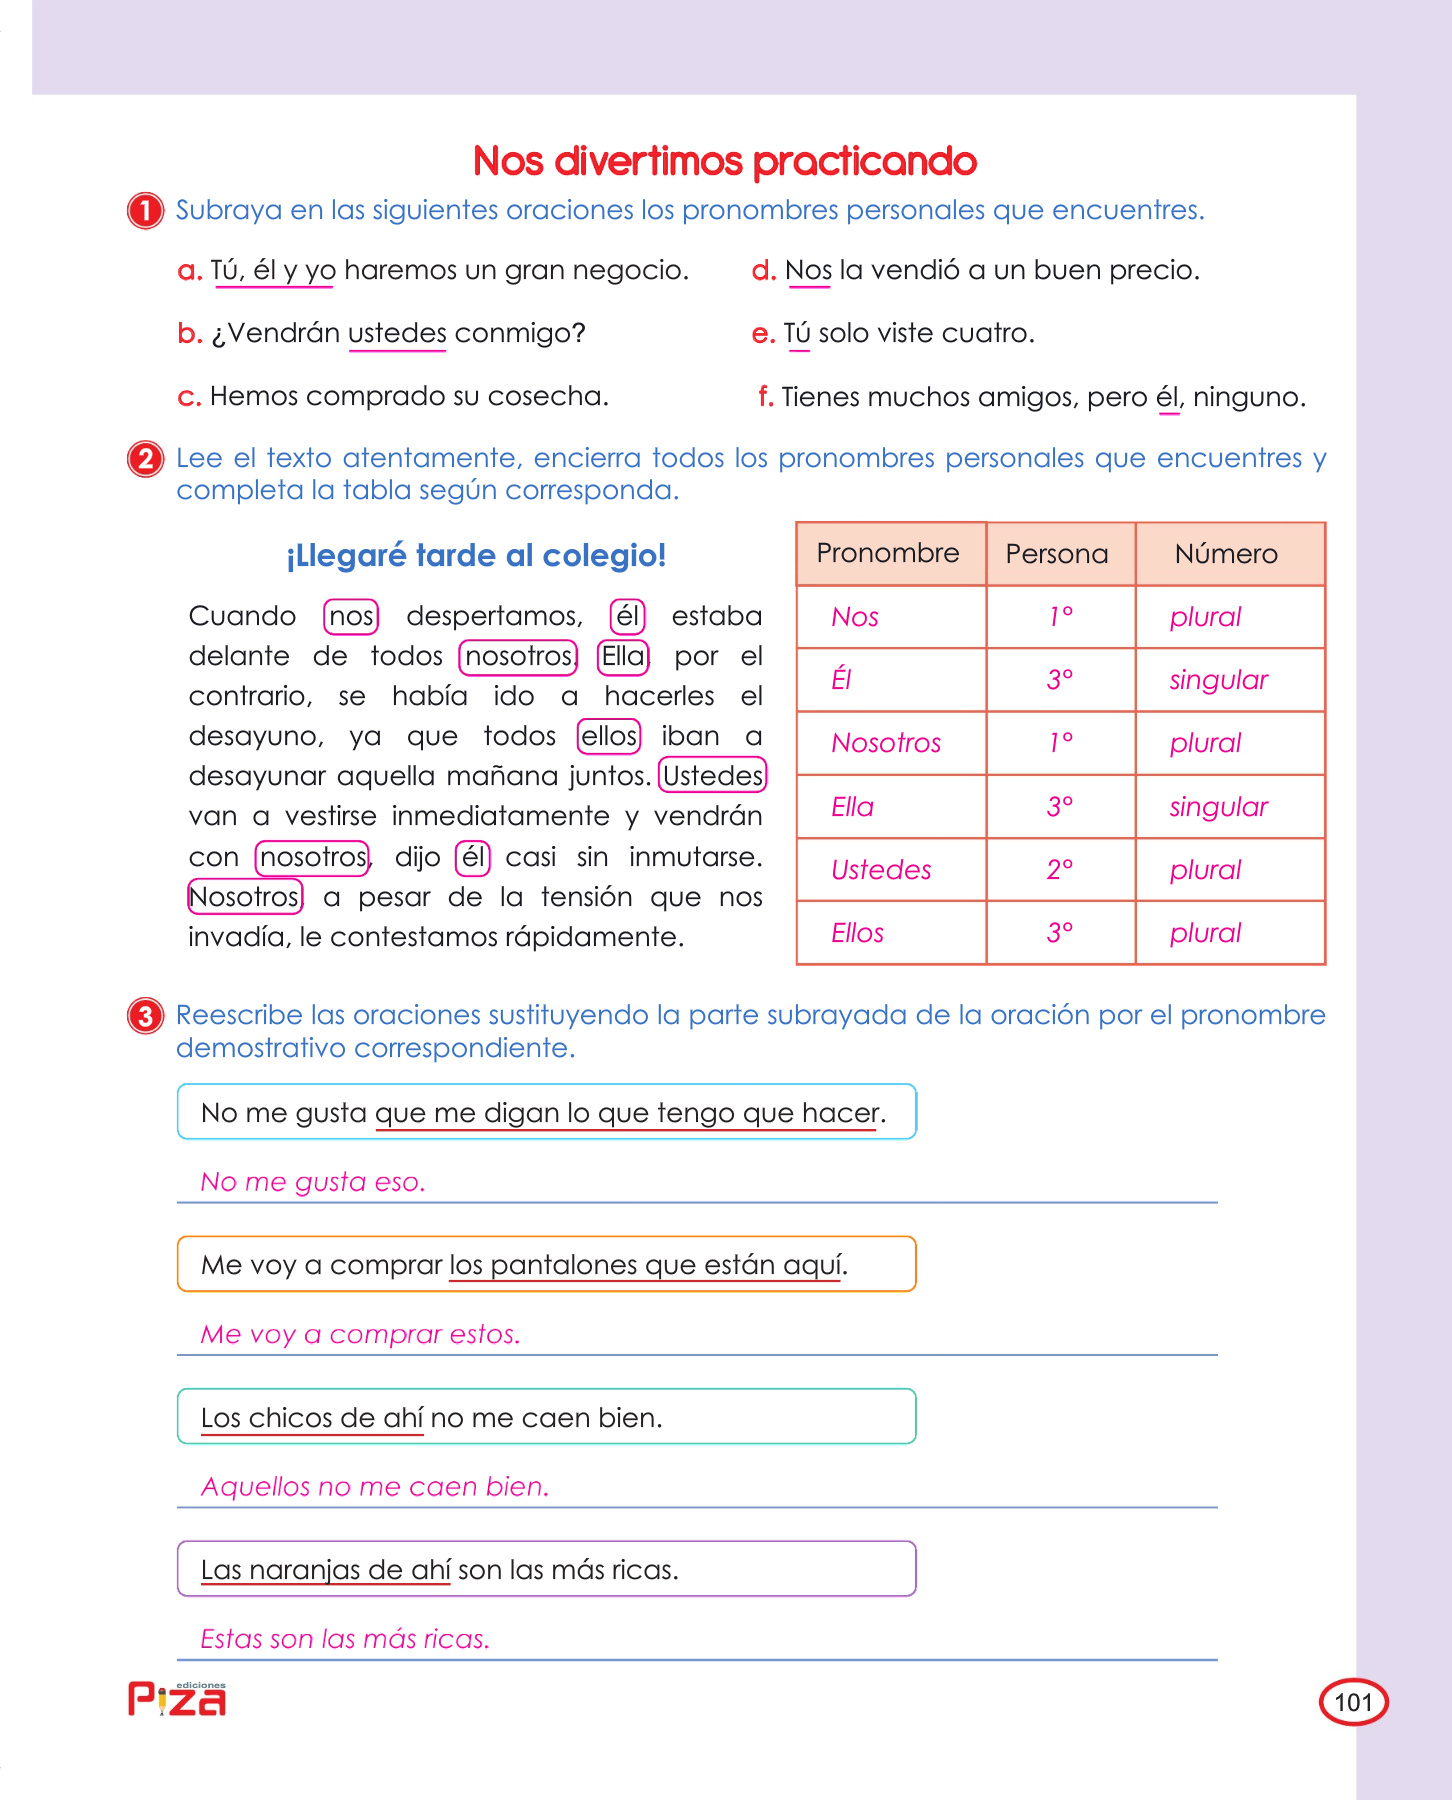 Nos divertimos practicando
1 Subraya en las siguientes oraciones los pronombres personales que encuentres.
a. Tú, él y yo haremos un gran negocio.
d. Nos la vendió a un buen precio.
b. ¿Vendrán ustedes conmigo?
e. Tú solo viste cuatro.
c. Hemos comprado su cosecha.
f. Tienes muchos amigos, pero él, ninguno.
2 Lee el texto atentamente, encierra todos los pronombres personales que encuentres y
completa la tabla según corresponda.
¡Llegaré tarde al colegio!
Cuando nos despertamos, él estaba
delante de todos nosotros. Ella, por el
contrario, se había ido a hacerles el
desayuno, ya que todos ellos iban a
desayunar aquella mañana juntos. Ustedes
van a vestirse inmediatamente y vendrán
con nosotros, dijo él casi sin inmutarse.
Nosotros, a pesar de la tensión que nos
invadía, le contestamos rápidamente.
Pronombre Persona Número
Nos 1° plural
Él 3° singular
Nosotros 1° plural
Ella 3° singular
Ustedes 2° plural
Ellos 3° plural
3 Reescribe las oraciones sustituyendo la parte subrayada de la oración por el pronombre
demostrativo correspondiente.
No me gusta que me digan lo que tengo que hacer.
No me gusta eso.
Me voy a comprar los pantalones que están aquí.
Me voy a comprar estos.
Los chicos de ahí no me caen bien.
Aquellos no me caen bien.
Las naranjas de ahí son las más ricas.
Estas son las más ricas.
ediciones
Piza
101